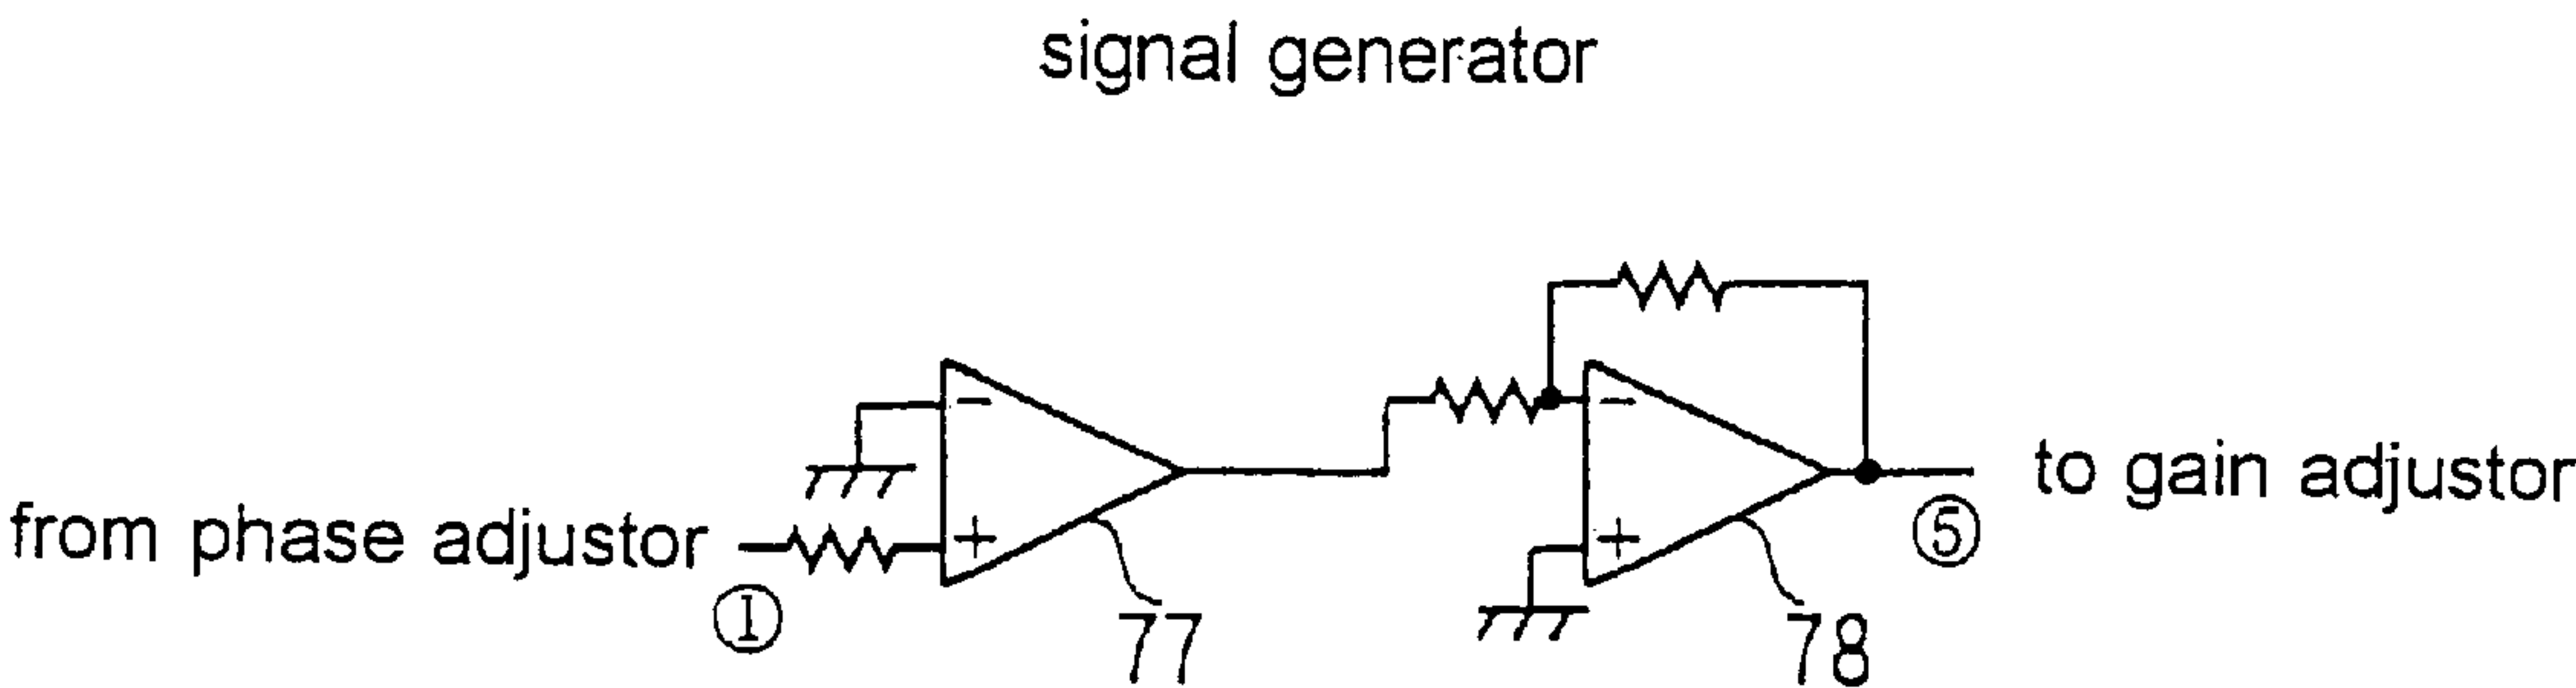 signal generator
from phase adjustor
①
−
+
77
−
+
78
⑤
to gain adjustor